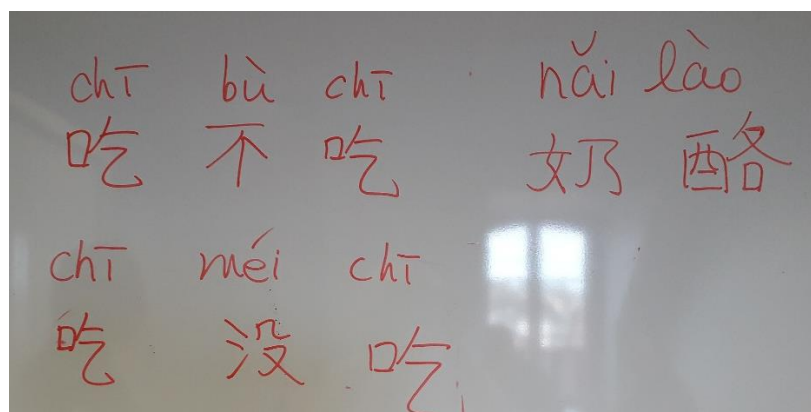 chī bù chī nǎi lào
吃 不 吃 奶 酪
chī méi chī
吃 没 吃